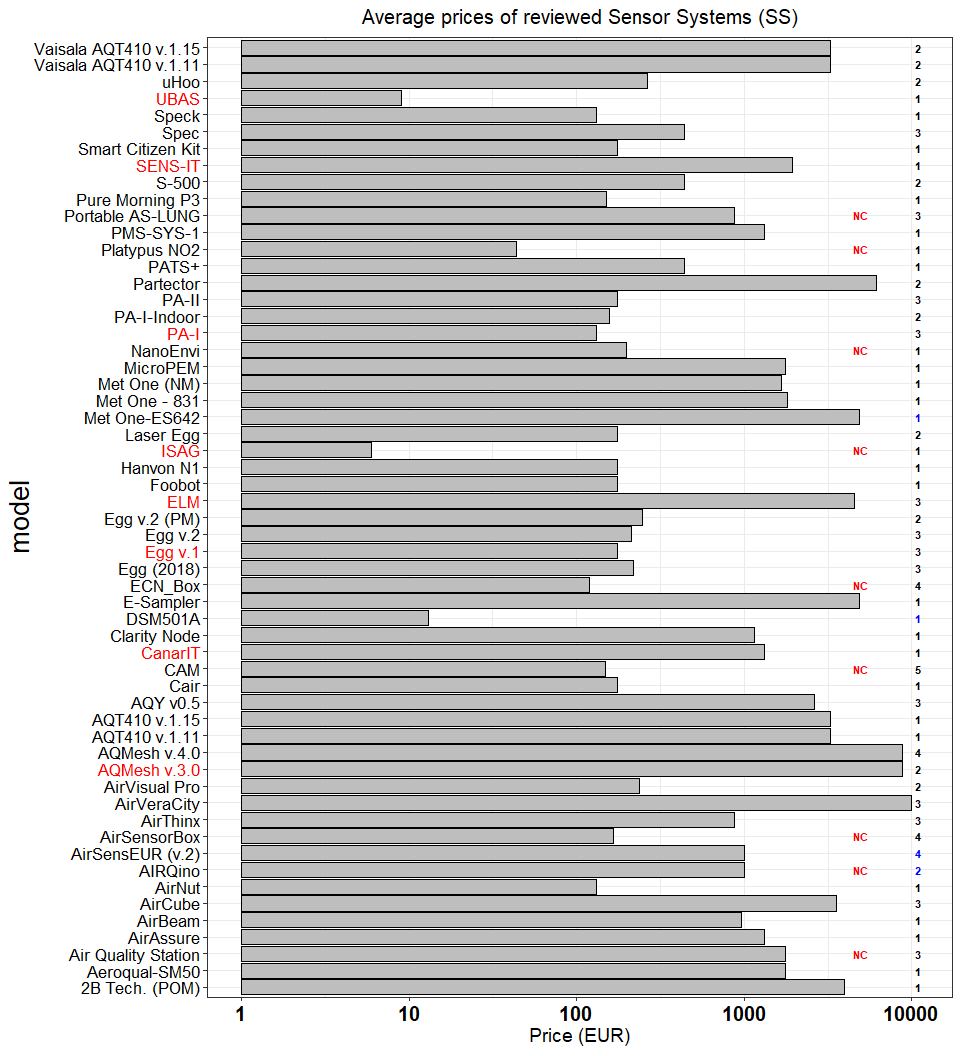 Average prices of reviewed Sensor Systems (SS)
Vaisala AQT410 v.1.15 2
Vaisala AQT410 v.1.11 2
uHoo 2
UBAS 1
Speck 1
Spec 3
Smart Citizen Kit 1
SENS-IT 1
S-500 2
Pure Morning P3 1
Portable AS-LUNG NC 3
PMS-SYS-1 1
Platypus NO2 NC 1
PATS+ 1
Partector 2
PA-II 3
PA-I-Indoor 2
PA-I 3
NanoEnvi NC 1
MicroPEM 1
Met One (NM) 1
Met One - 831 1
Met One-ES642 1
Laser Egg 2
ISAG NC 1
Hanvon N1 1
Foobot 1
ELM 3
Egg v.2 (PM) 2
Egg v.2 3
Egg v.1 3
Egg (2018) 3
ECN_Box NC 4
E-Sampler 1
DSM501A 1
Clarity Node 1
CanarIT 1
CAM NC 5
Cair 1
AQY v0.5 3
AQT410 v.1.15 1
AQT410 v.1.11 1
AQMesh v.4.0 4
AQMesh v.3.0 2
AirVisual Pro 2
AirVeraCity 3
AirThinx 3
AirSensorBox NC 4
AirSensEUR (v.2) 4
AIRQino NC 2
AirNut 1
AirCube 3
AirBeam 1
AirAssure 1
Air Quality Station NC 3
Aeroqual-SM50 1
2B Tech. (POM) 1
model
1 10 100 1000 10000
Price (EUR)